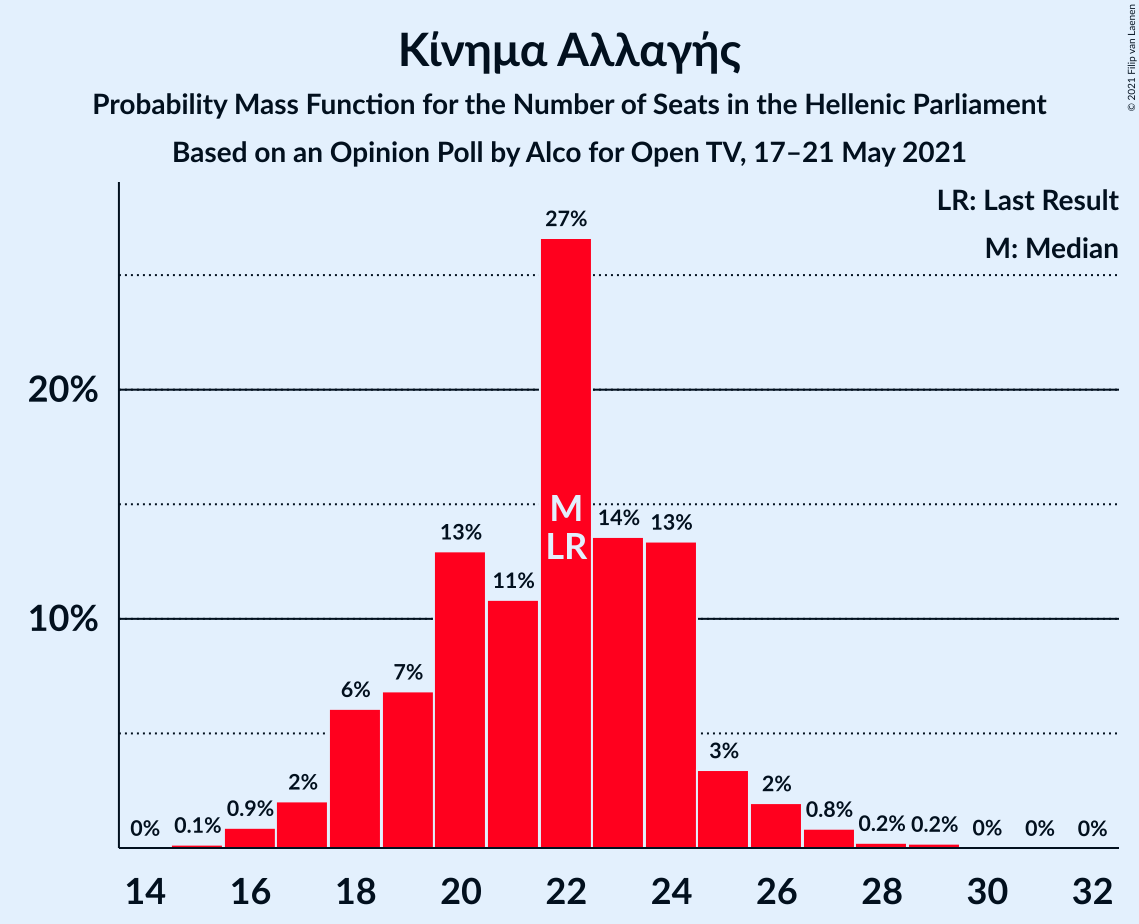 Κίνημα Αλλαγής
Probability Mass Function for the Number of Seats in the Hellenic Parliament
Based on an Opinion Poll by Alco for Open TV, 17–21 May 2021
© 2021 Filip van Laenen
LR: Last Result
M: Median
27%
20%
M
LR
14%
13%
13%
11%
10%
7%
6%
3%
2%
2%
0.9%
0.8%
0% 0.1% 0.2% 0.2% 0% 0% 0%
14 16 18 20 22 24 26 28 30 32